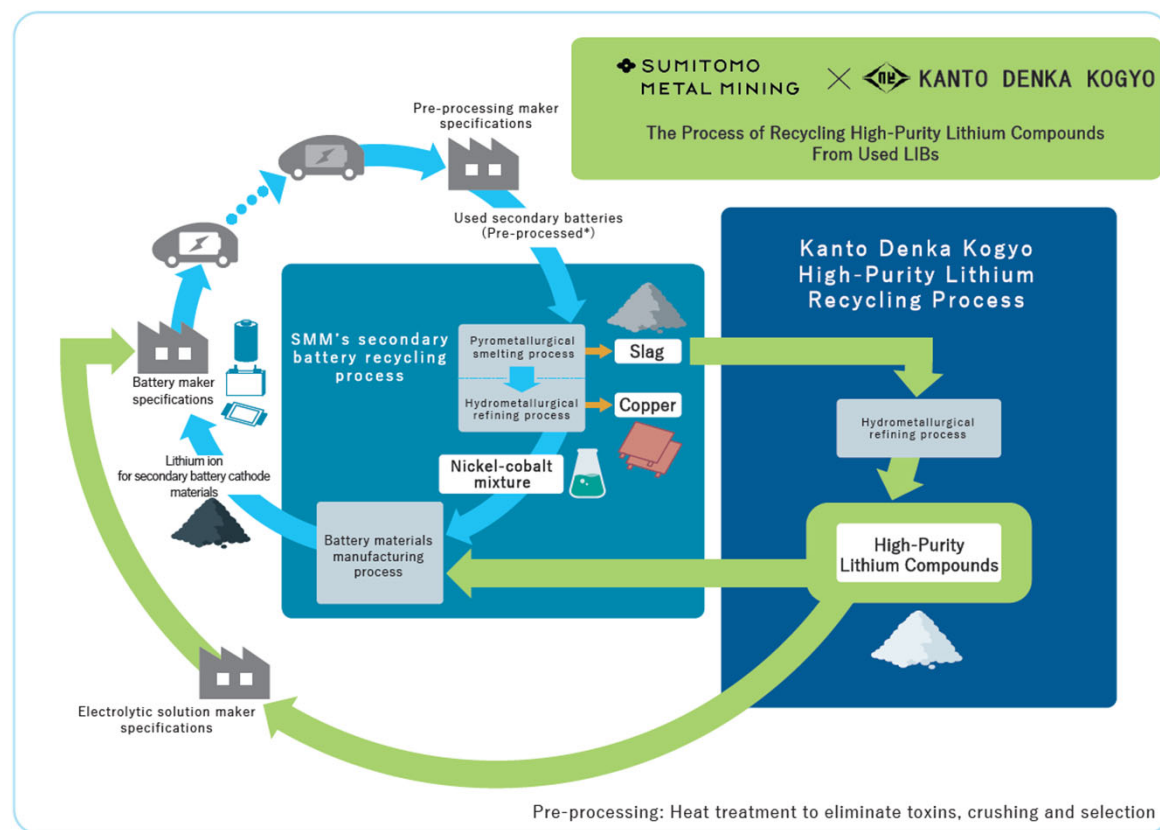 SUMITOMO
METAL MINING
KANTO DENKA KOGYO
The Process of Recycling High-Purity Lithium Compounds
From Used LIBs
Pre-processing maker
specifications
Used secondary batteries
(Pre-processed*)
Kanto Denka Kogyo
High-Purity Lithium
Recycling Process
SMM's secondary
battery recycling
process
Pyrometallurgical
smelting process
Slag
Hydrometallurgical
refining process
Copper
Nickel-cobalt
mixture
Battery maker
specifications
Lithium ion
for secondary battery cathode
materials
Battery materials
manufacturing
process
Hydrometallurgical
refining process
High-Purity
Lithium Compounds
Electrolytic solution maker
specifications
Pre-processing: Heat treatment to eliminate toxins, crushing and selection